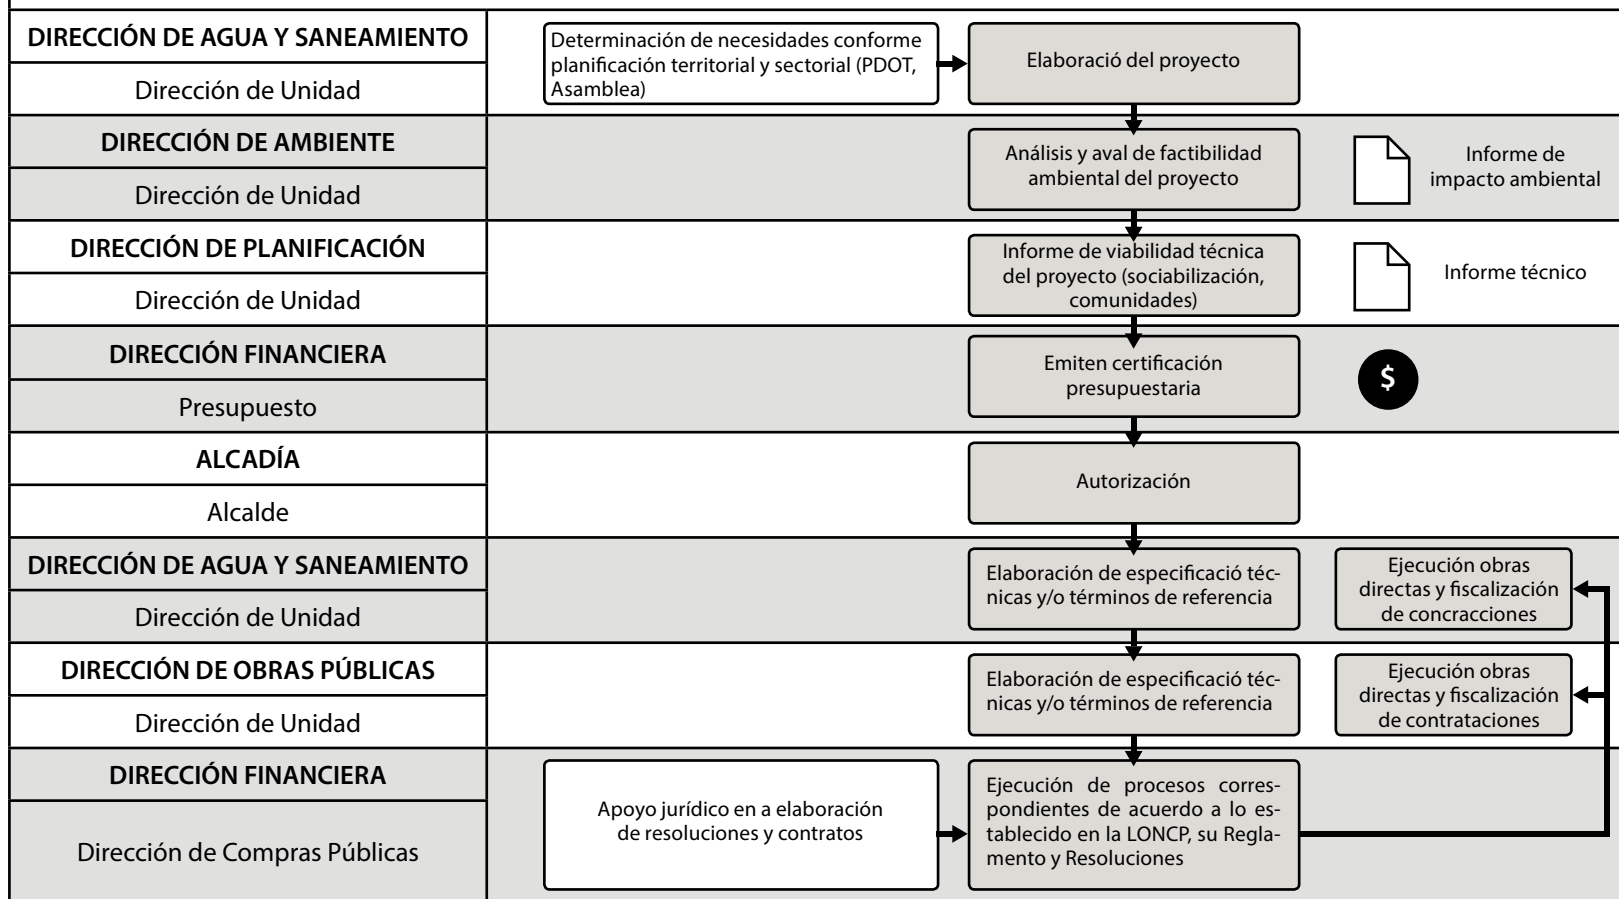 DIRECCIÓN DE AGUA Y SANEAMIENTO
Dirección de Unidad
Determinación de necesidades conforme
planificación territorial y sectorial (PDOT,
Asamblea)
Elaboració del proyecto
DIRECCIÓN DE AMBIENTE
Dirección de Unidad
Análisis y aval de factibilidad
ambiental del proyecto
Informe de
impacto ambiental
DIRECCIÓN DE PLANIFICACIÓN
Dirección de Unidad
Informe de viabilidad técnica
del proyecto (sociabilización,
comunidades)
Informe técnico
DIRECCIÓN FINANCIERA
Presupuesto
Emiten certificación
presupuestaria
$
ALCADÍA
Alcalde
Autorización
DIRECCIÓN DE AGUA Y SANEAMIENTO
Dirección de Unidad
Elaboración de especificació téc-
nicas y/o términos de referencia
Ejecución obras
directas y fiscalización
de concracciones
DIRECCIÓN DE OBRAS PÚBLICAS
Dirección de Unidad
Elaboración de especificació téc-
nicas y/o términos de referencia
Ejecución obras
directas y fiscalización
de contrataciones
DIRECCIÓN FINANCIERA
Dirección de Compras Públicas
Apoyo jurídico en a elaboración
de resoluciones y contratos
Ejecución de procesos corres-
pondientes de acuerdo a lo es-
tablecido en la LONCP, su Regla-
mento y Resoluciones